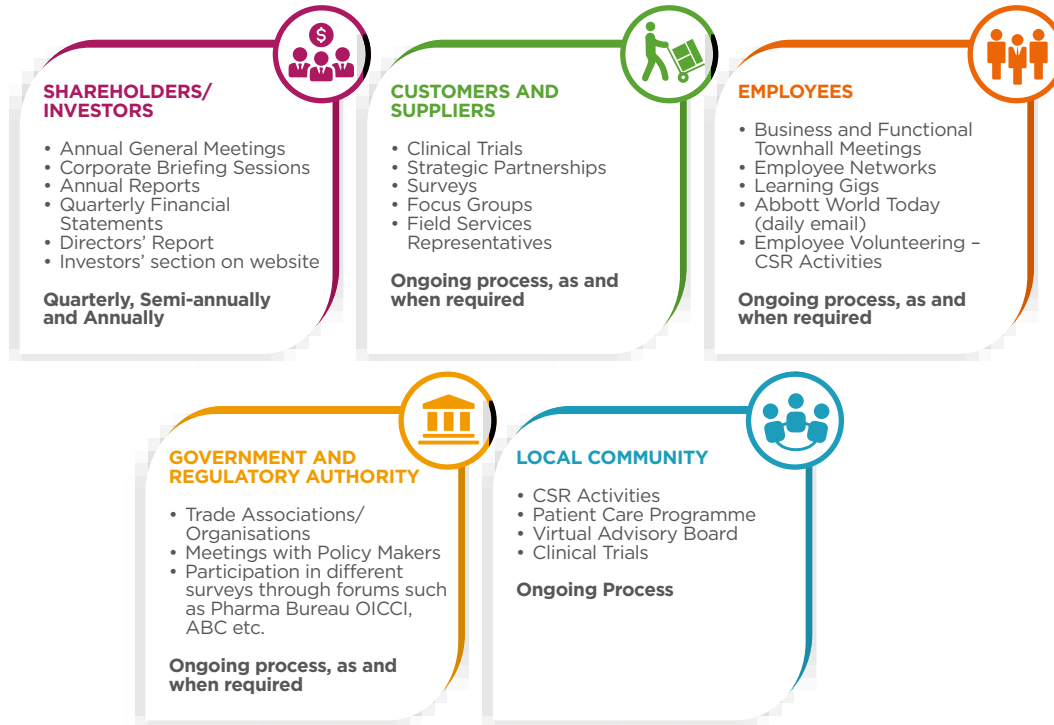 $
SHAREHOLDERS/
INVESTORS
• Annual General Meetings
• Corporate Briefing Sessions
• Annual Reports
• Quarterly Financial
Statements
• Directors’ Report
• Investors’ section on website
Quarterly, Semi-annually
and Annually
CUSTOMERS AND
SUPPLIERS
• Clinical Trials
• Strategic Partnerships
• Surveys
• Focus Groups
• Field Services
Representatives
Ongoing process, as and
when required
EMPLOYEES
• Business and Functional
Townhall Meetings
• Employee Networks
• Learning Gigs
• Abbott World Today
(daily email)
• Employee Volunteering –
CSR Activities
Ongoing process, as and
when required
GOVERNMENT AND
REGULATORY AUTHORITY
• Trade Associations/
Organisations
• Meetings with Policy Makers
• Participation in different
surveys through forums such
as Pharma Bureau OICCI,
ABC etc.
Ongoing process, as and
when required
LOCAL COMMUNITY
• CSR Activities
• Patient Care Programme
• Virtual Advisory Board
• Clinical Trials
Ongoing Process